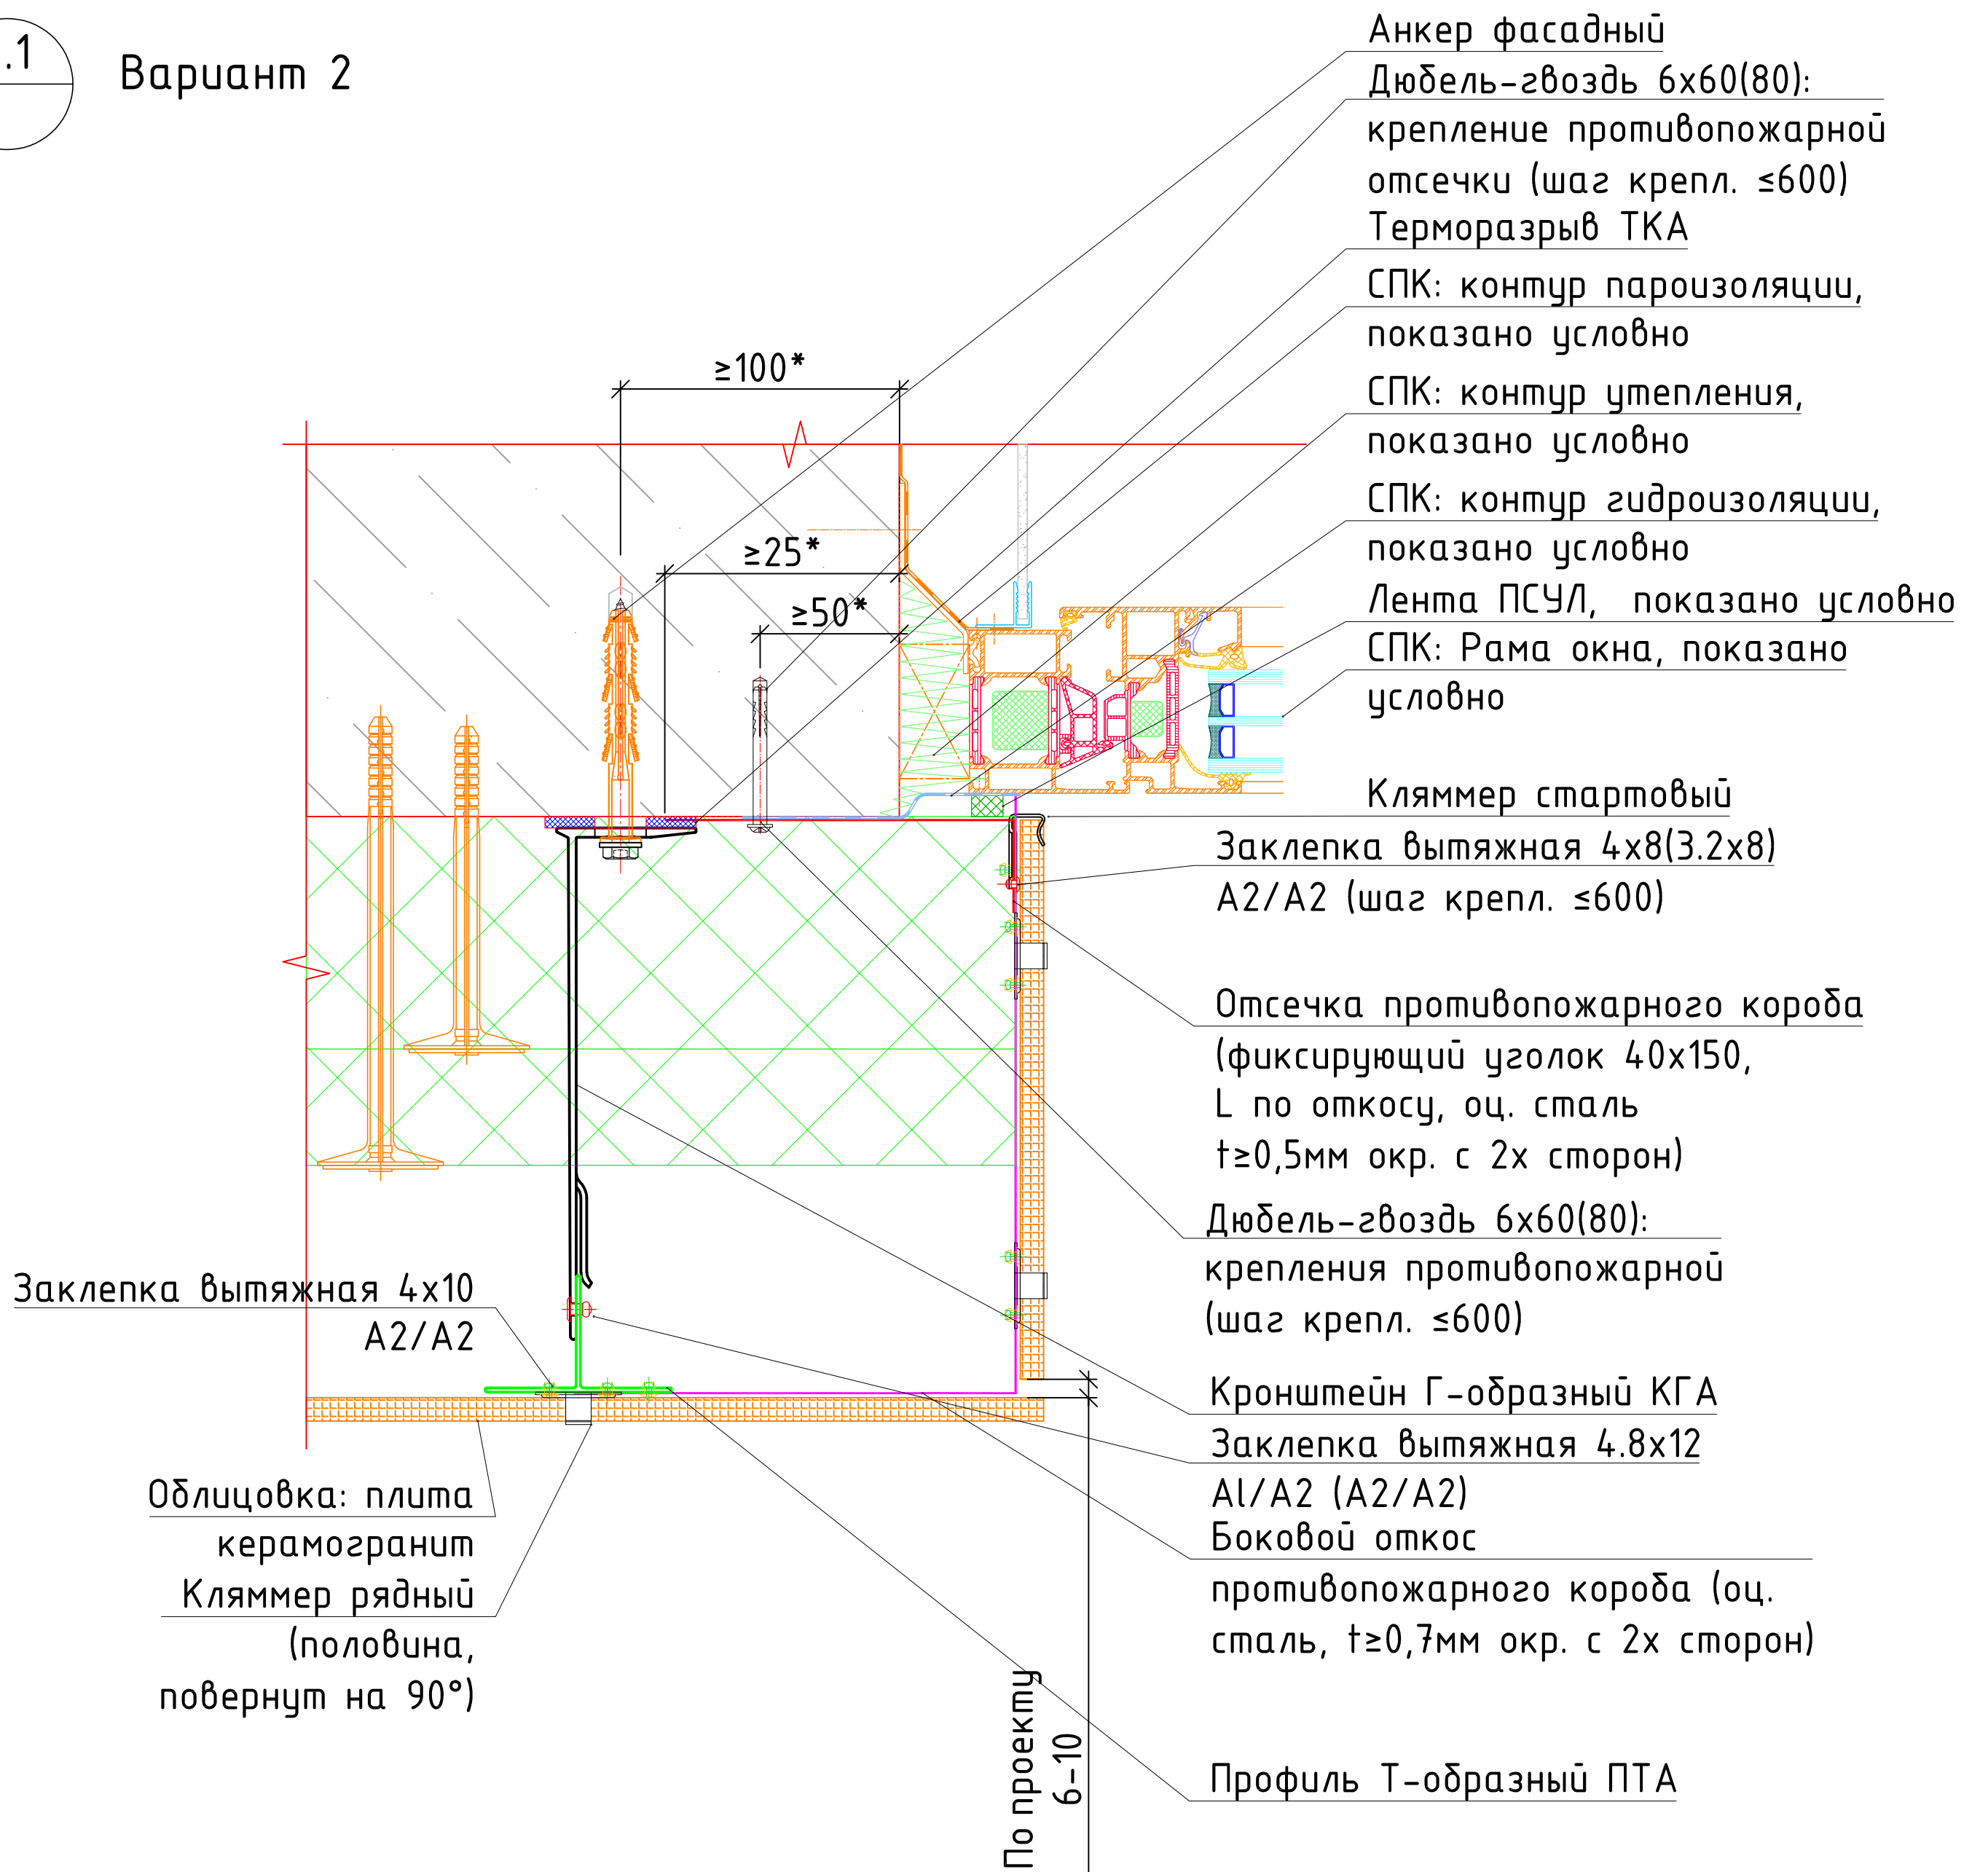 .1
Вариант 2
Анкер фасадный
Дюбель-гвоздь 6х60(80):
крепление противопожарной
отсечки (шаг крепл. ≤600)
Терморазрыв ТКА
СПК: контур пароизоляции,
показано условно
СПК: контур утепления,
показано условно
СПК: контур гидроизоляции,
показано условно
Лента ПСУЛ, показано условно
СПК: Рама окна, показано
условно
≥100*
≥25*
≥50*
Кляммер стартовый
Заклепка вытяжная 4х8(3.2х8)
А2/А2 (шаг крепл. ≤600)
Отсечка противопожарного короба
(фиксирующий уголок 40х150,
L по откосу, оц. сталь
t≥0,5мм окр. с 2х сторон)
Дюбель-гвоздь 6х60(80):
крепления противопожарной
(шаг крепл. ≤600)
Кронштейн Г-образный КГА
Заклепка вытяжная 4.8х12
Al/А2 (А2/А2)
Боковой откос
противопожарного короба (оц.
сталь, t≥0,7мм окр. с 2х сторон)
Профиль Т-образный ПТА
Заклепка вытяжная 4х10
А2/А2
Облицовка: плита
керамогранит
Кляммер рядный
(половина,
повернут на 90°)
По проекту
6-10